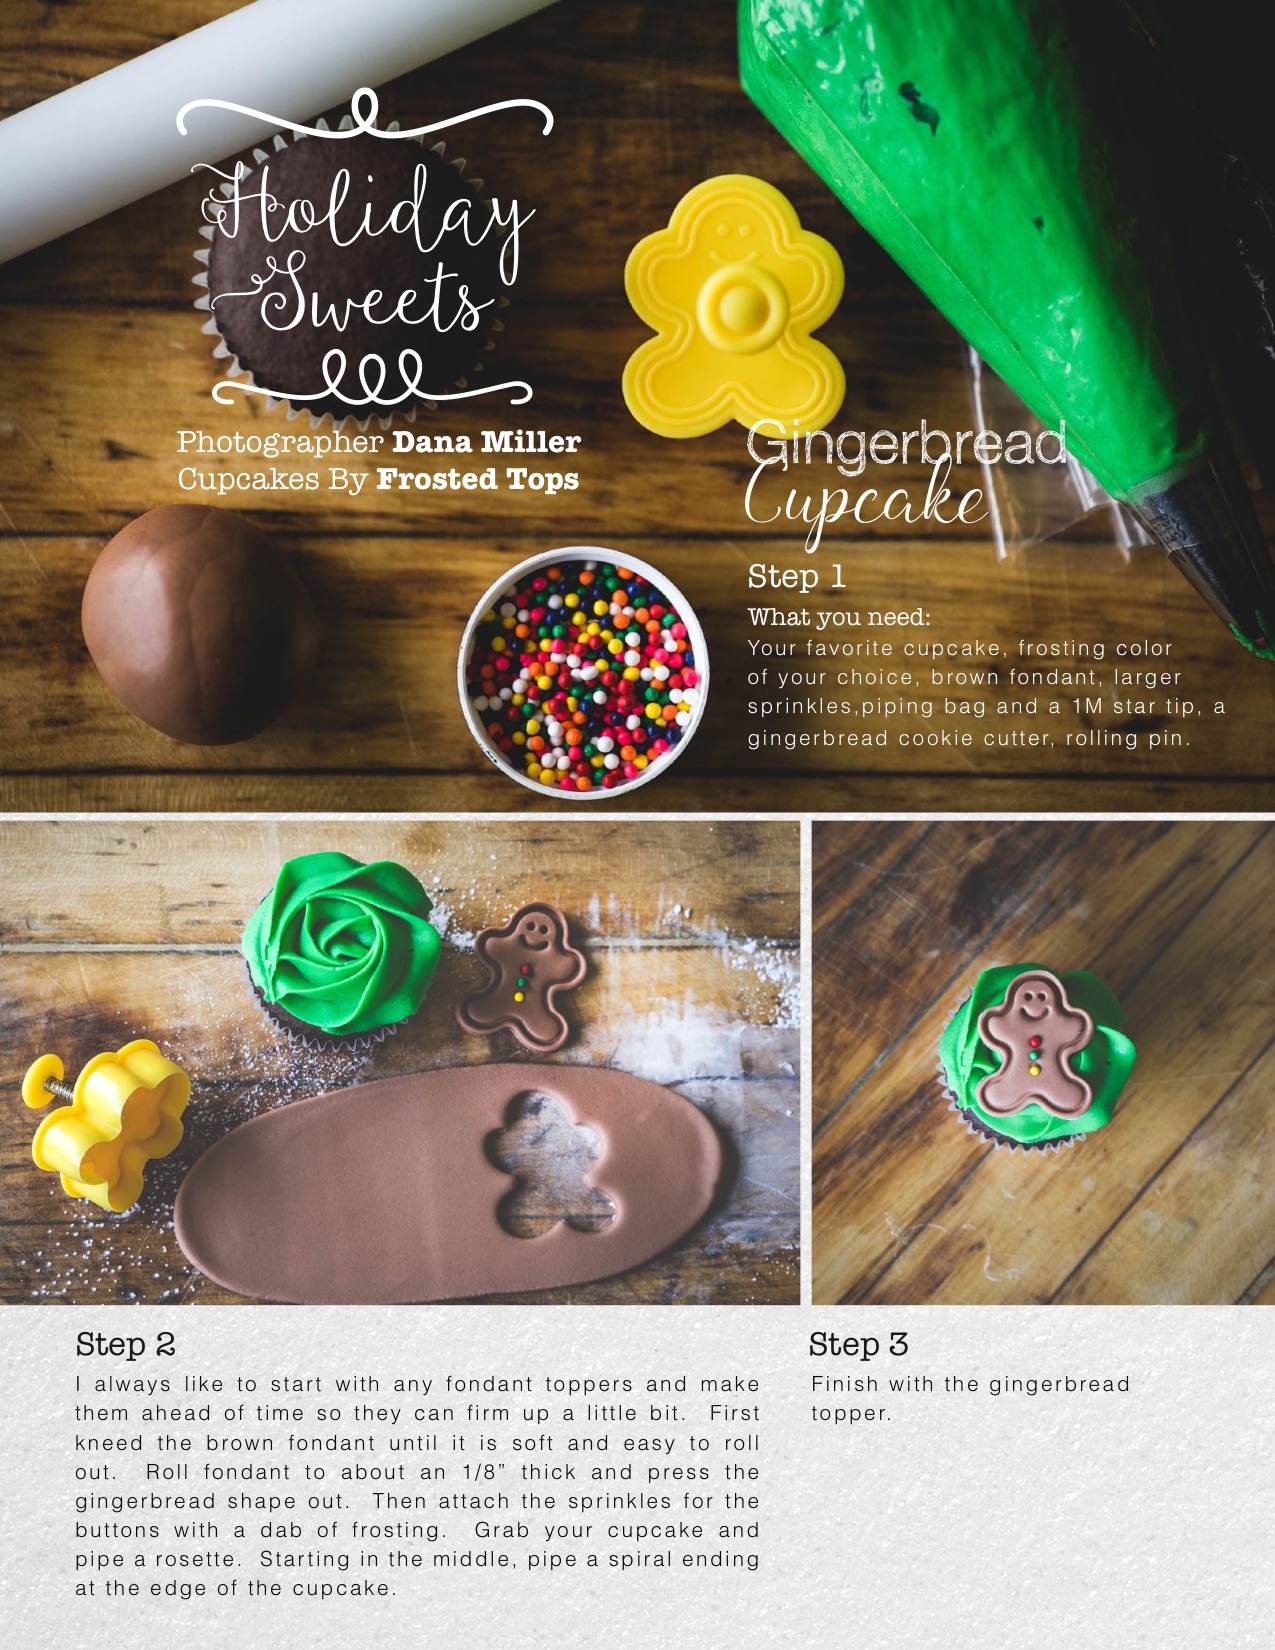 Holiday
Sweets
Photographer Dana Miller
Cupcakes By Frosted Tops
Gingerbread
Cupcake
Step 1
What you need:
Your favorite cupcake, frosting color
of your choice, brown fondant, larger
sprinkles,piping bag and a 1M star tip, a
gingerbread cookie cutter, rolling pin.
Step 2
I always like to start with any fondant toppers and make
them ahead of time so they can firm up a little bit. First
kneed the brown fondant until it is soft and easy to roll
out. Roll fondant to about an 1/8” thick and press the
gingerbread shape out. Then attach the sprinkles for the
buttons with a dab of frosting. Grab your cupcake and
pipe a rosette. Starting in the middle, pipe a spiral ending
at the edge of the cupcake.
Step 3
Finish with the gingerbread
topper.